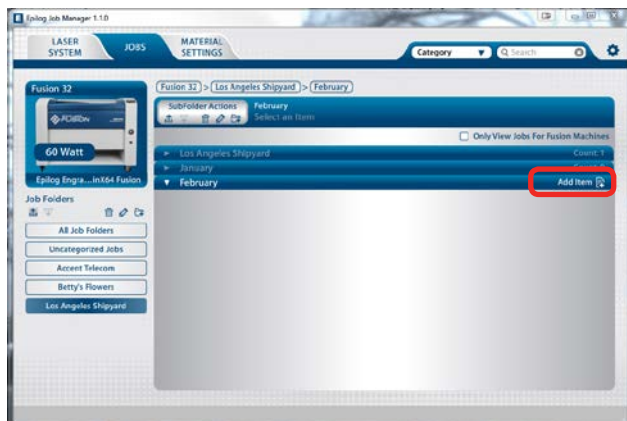 Epilog Job Manager 1.1.0
LASER SYSTEM
JOBS
MATERIAL SETTINGS
Category
Search
Fusion 32
FUSION
60 Watt
Epilog Engra...inX64 Fusion
Job Folders
All Job Folders
Uncategorized Jobs
Accent Telecom
Betty's Flowers
Los Angeles Shipyard
Fusion 32 > Los Angeles Shipyard > February
SubFolder Actions
February
Select an Item
Only View Jobs For Fusion Machines
Los Angeles Shipyard Count: 1
January
February Add Item